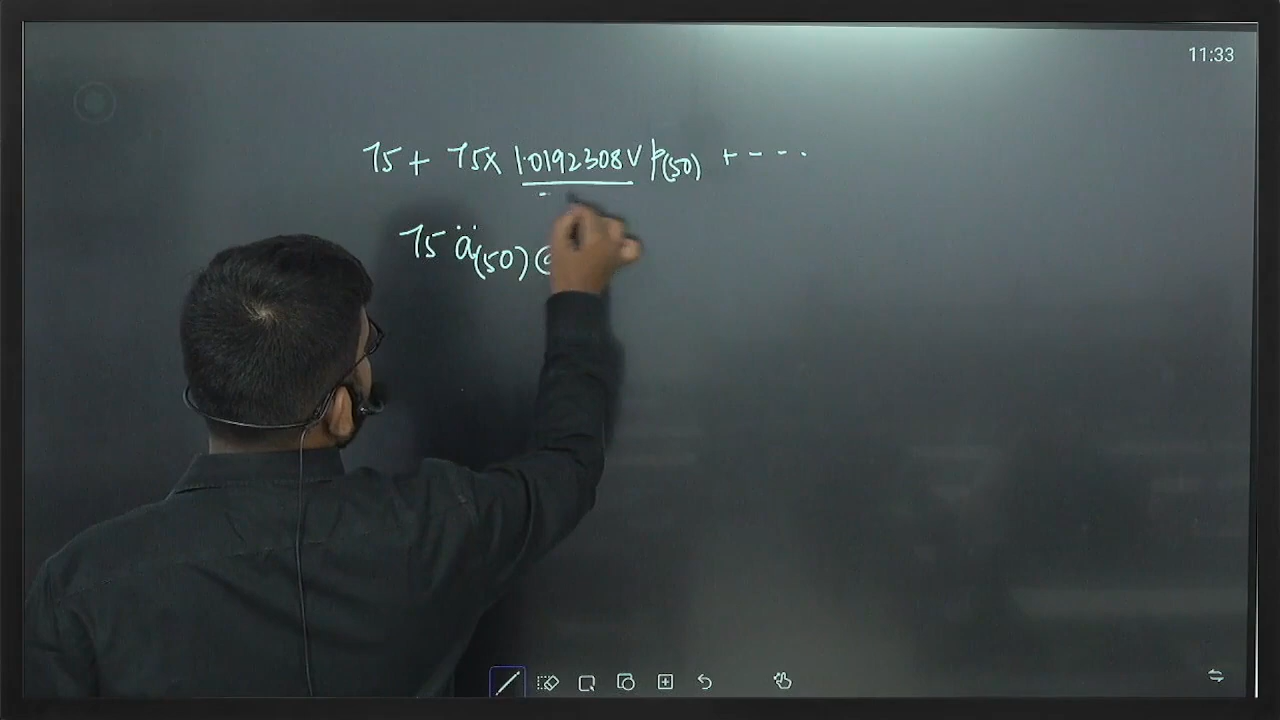 11:33
75 + 75x 1.0192308V p(50) + - - - .
75 ä(50) @